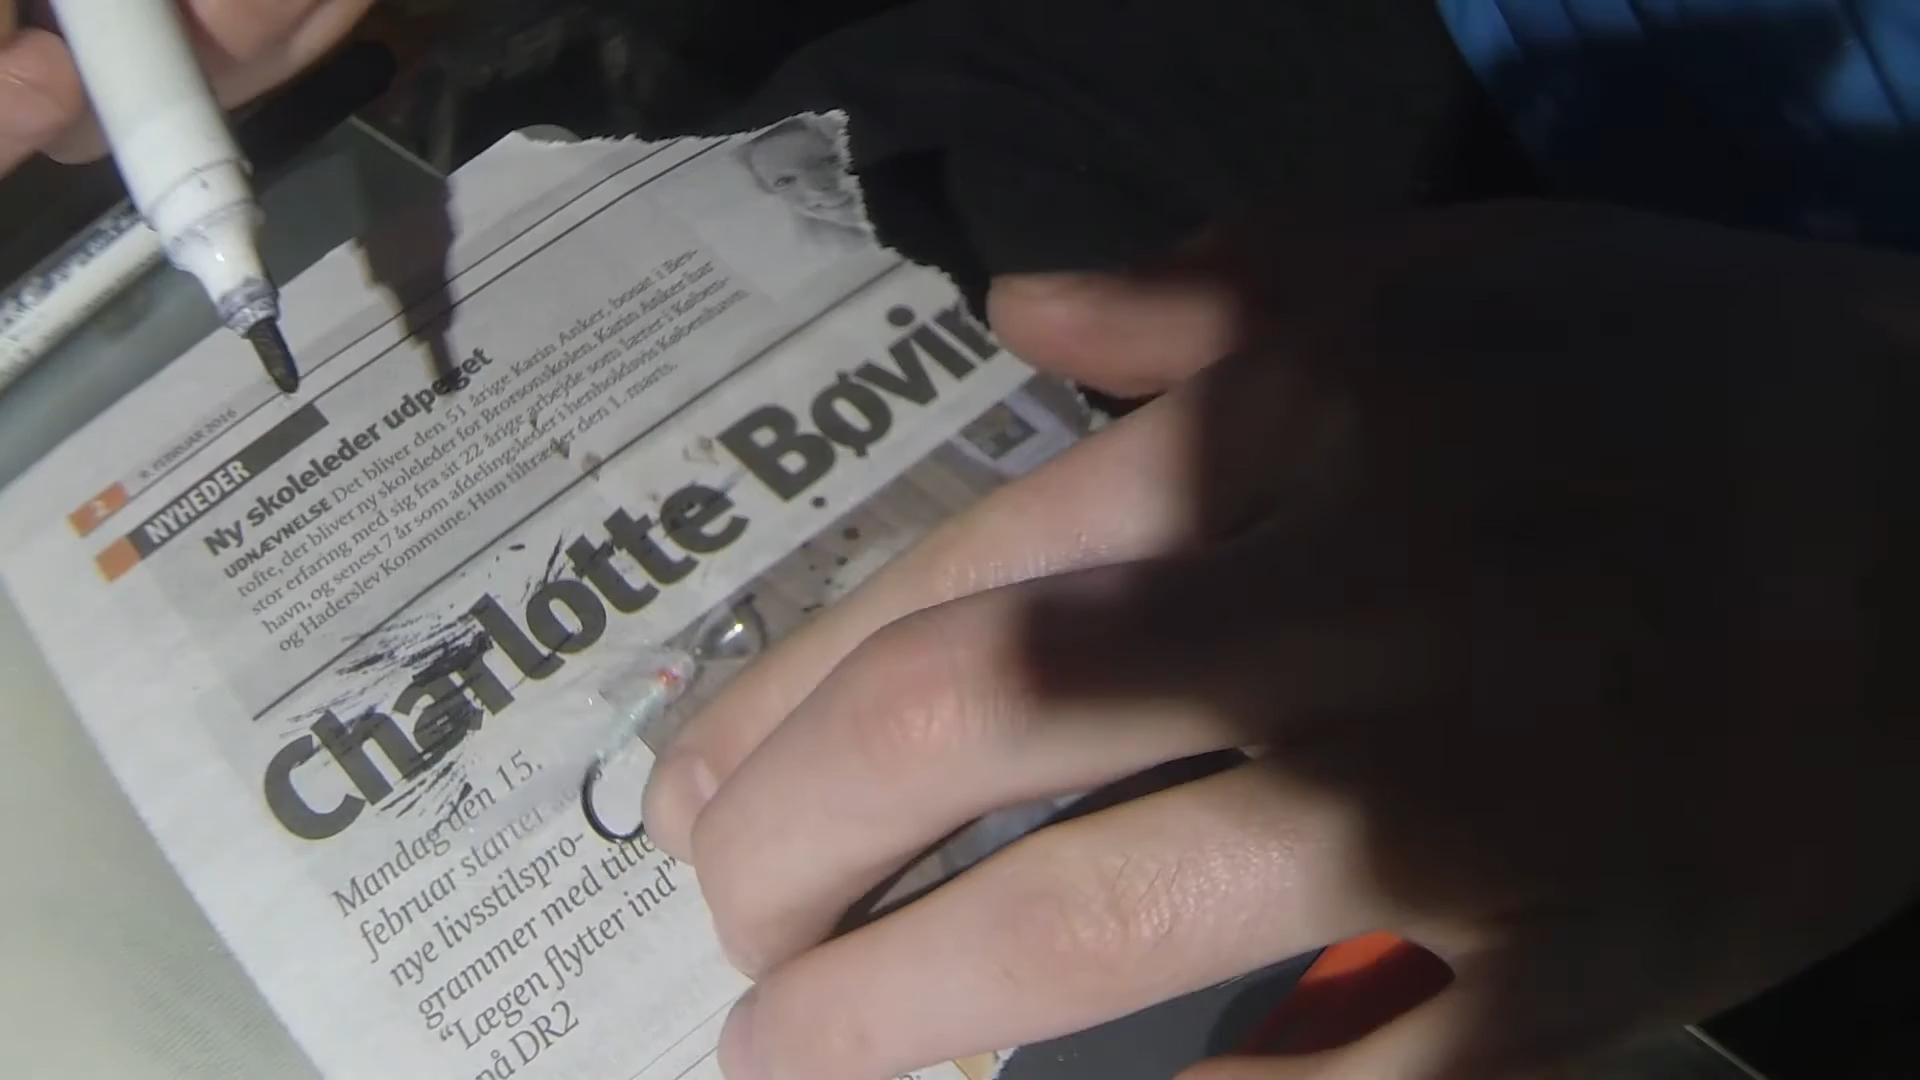 2
9. FEBRUAR 2016
NYHEDER
Ny skoleleder udpeget
UDNÆVNELSE Det bliver den 51 årige Karin Anker, bosat i Bev-
tofte, der bliver ny skoleleder for Brorsonskolen. Karin Anker har
stor erfaring med sig fra sit 22 årige arbejde som lærer i Køben-
havn, og senest 7 år som afdelingsleder i henholdsvis København
og Haderslev Kommune. Hun tiltræder den 1. marts.
Charlotte Bøvin
Mandag den 15.
februar starter
nye livsstilspro-
grammer med title
“Lægen flytter ind”
på DR2